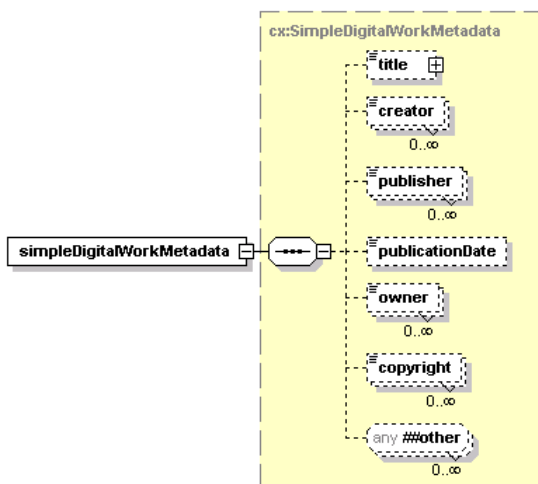 cx:SimpleDigitalWorkMetadata
title
creator
0..∞
publisher
0..∞
simpleDigitalWorkMetadata
publicationDate
owner
0..∞
copyright
0..∞
any ##other
0..∞